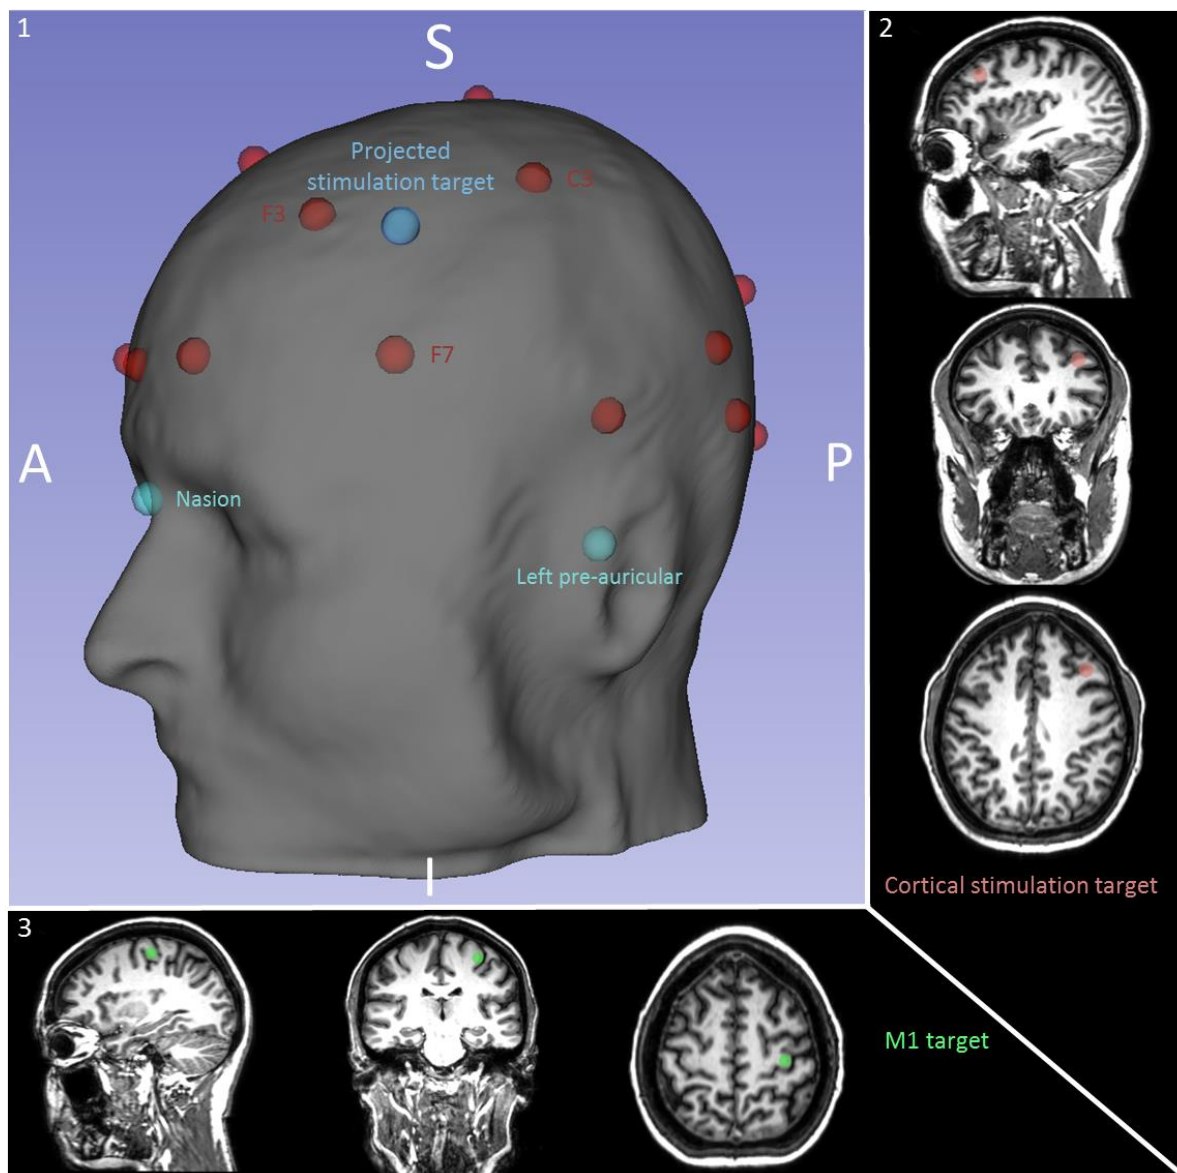 1
S
Projected
stimulation target
C3
F3
F7
A
P
Nasion
Left pre-auricular
I
2
Cortical stimulation target
3
M1 target